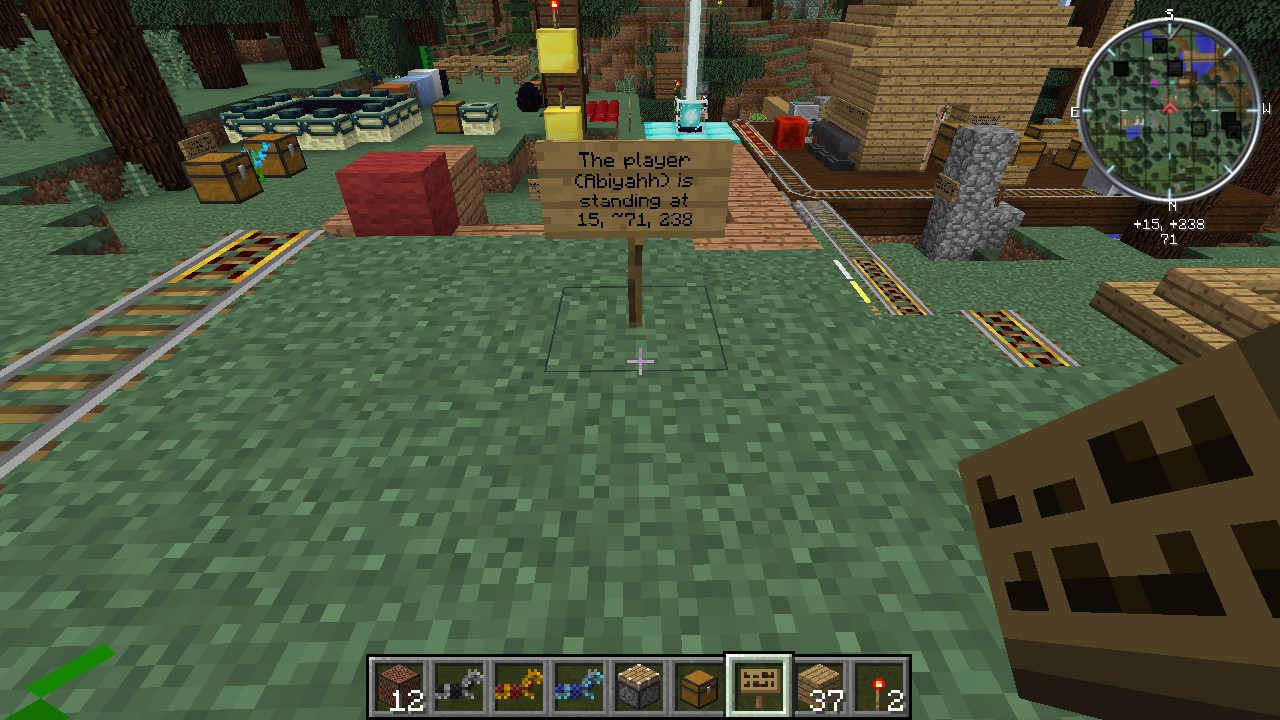 The player
(Abiyahh) is
standing at
15, ~71, 238
S
E
W
N
+15, +238
71
12
37
2